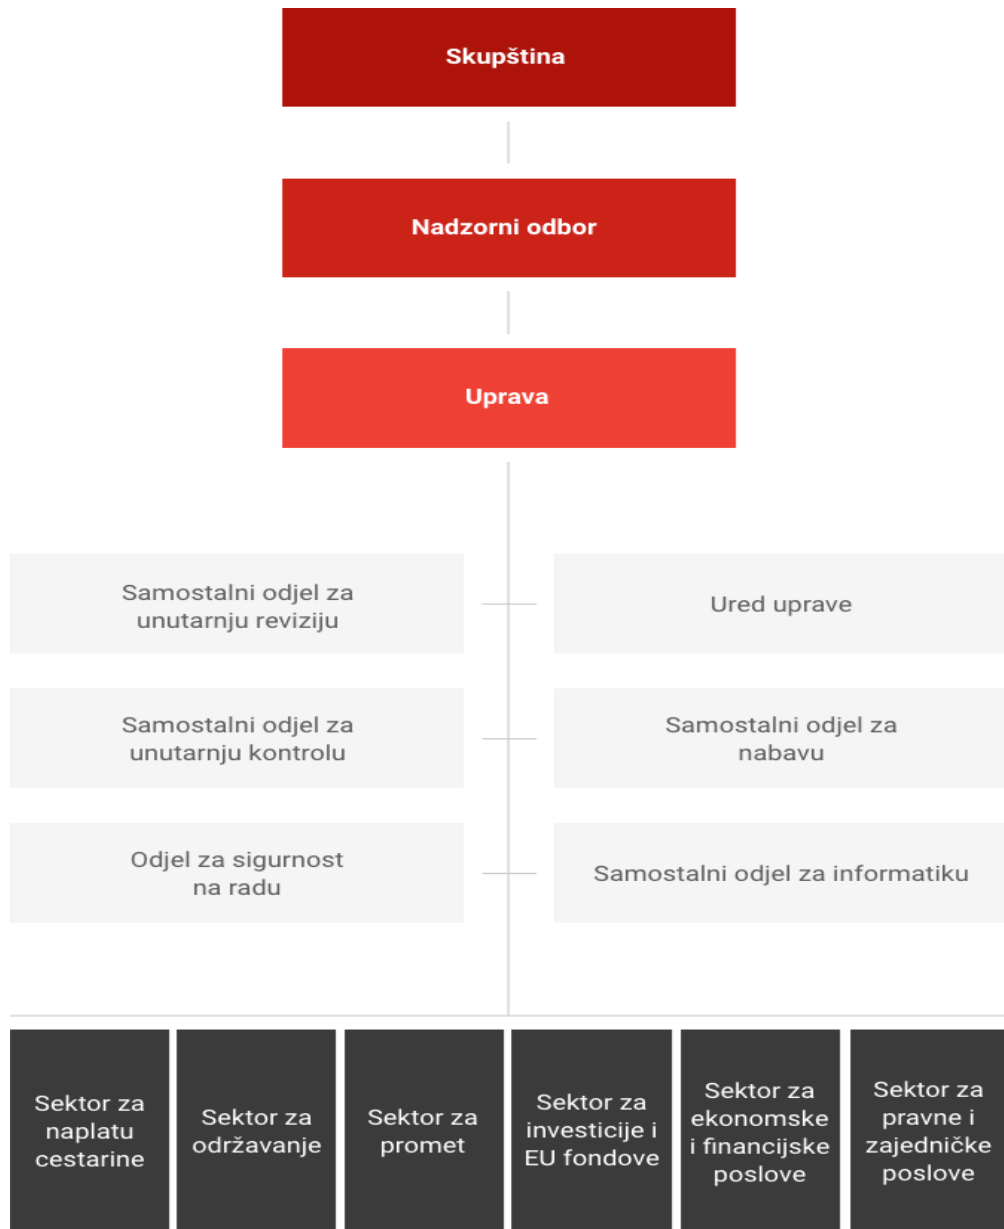 Skupština
Nadzorni odbor
Uprava
Samostalni odjel za
unutarnju reviziju
Ured uprave
Samostalni odjel za
unutarnju kontrolu
Samostalni odjel za
nabavu
Odjel za sigurnost
na radu
Samostalni odjel za informatiku
Sektor za
naplatu
cestarine
Sektor za
održavanje
Sektor za
promet
Sektor za
investicije i
EU fondove
Sektor za
ekonomske
i financijske
poslove
Sektor za
pravne i
zajedničke
poslove